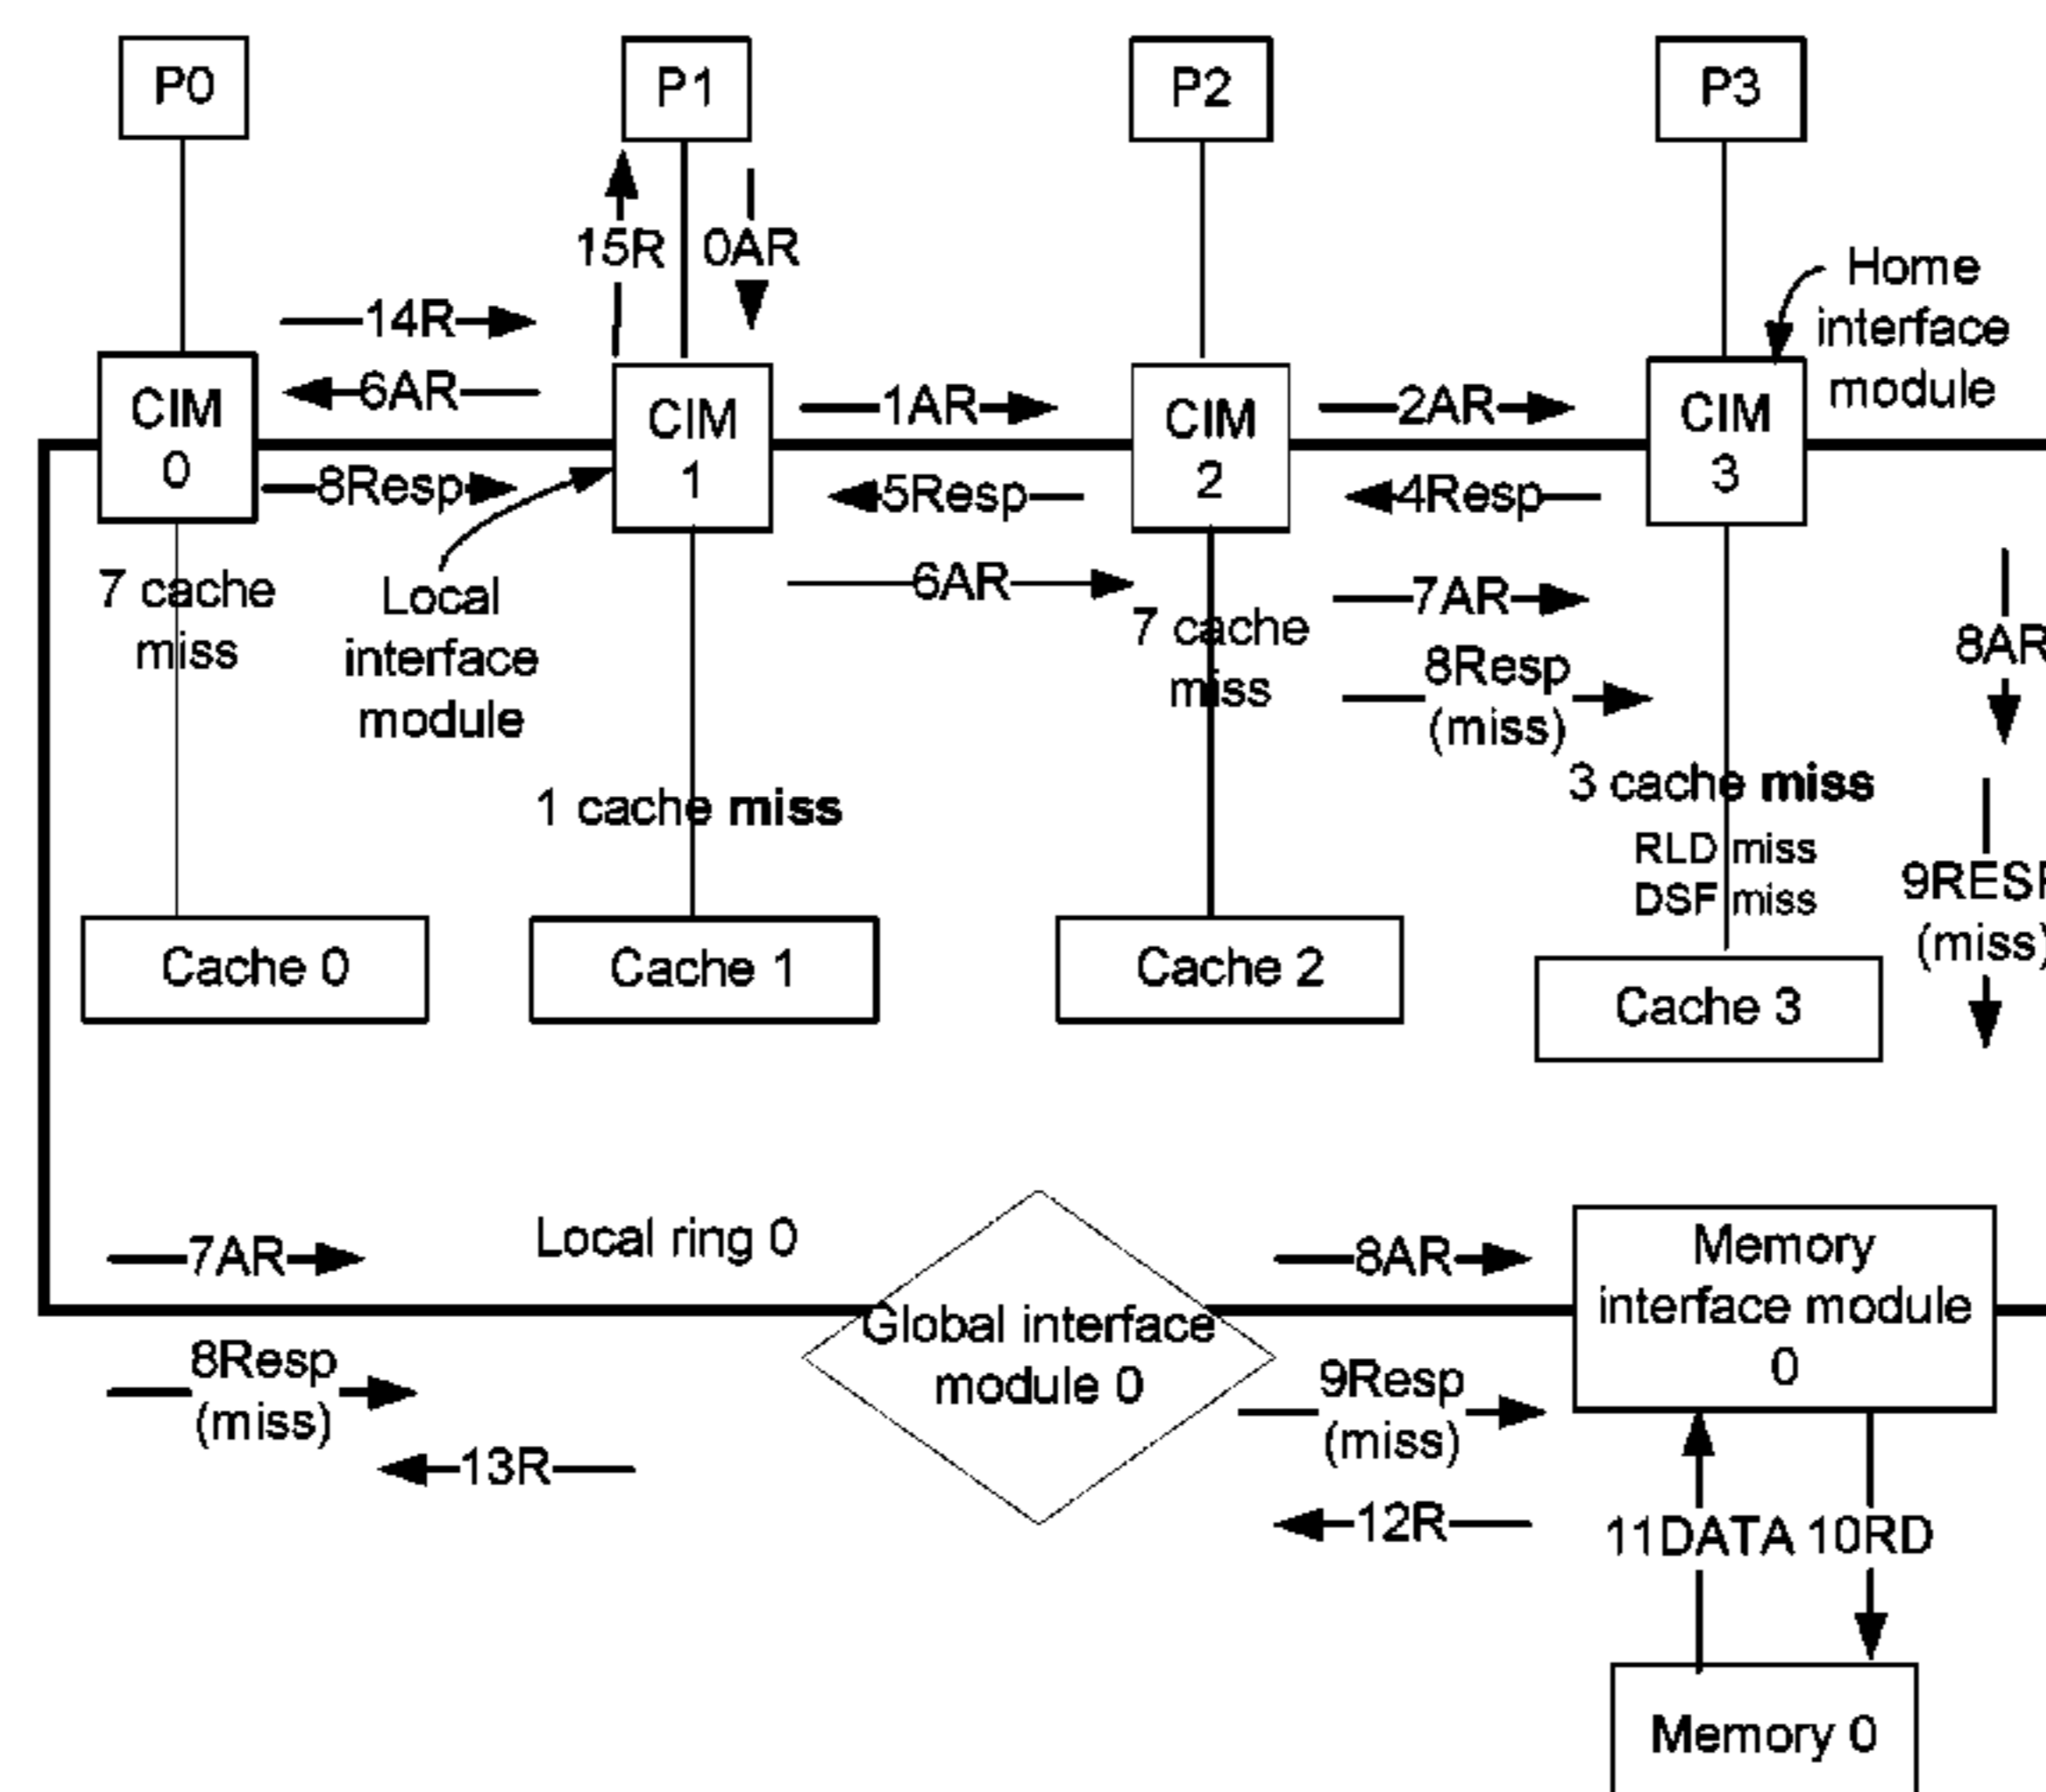 P0
P1
P2
P3
15R
0AR
Home
interface
module
14R
6AR
CIM
0
CIM
1
1AR
CIM
2
2AR
CIM
3
8Resp
5Resp
4Resp
6AR
7AR
7 cache
miss
Local
interface
module
7 cache
miss
8Resp
(miss)
8AR
1 cache miss
3 cache miss
RLD miss
DSF miss
9RESP
(miss)
Cache 0
Cache 1
Cache 2
Cache 3
7AR
Local ring 0
8AR
Memory
interface module
0
Global interface
module 0
8Resp
(miss)
9Resp
(miss)
13R
12R
11DATA
10RD
Memory 0